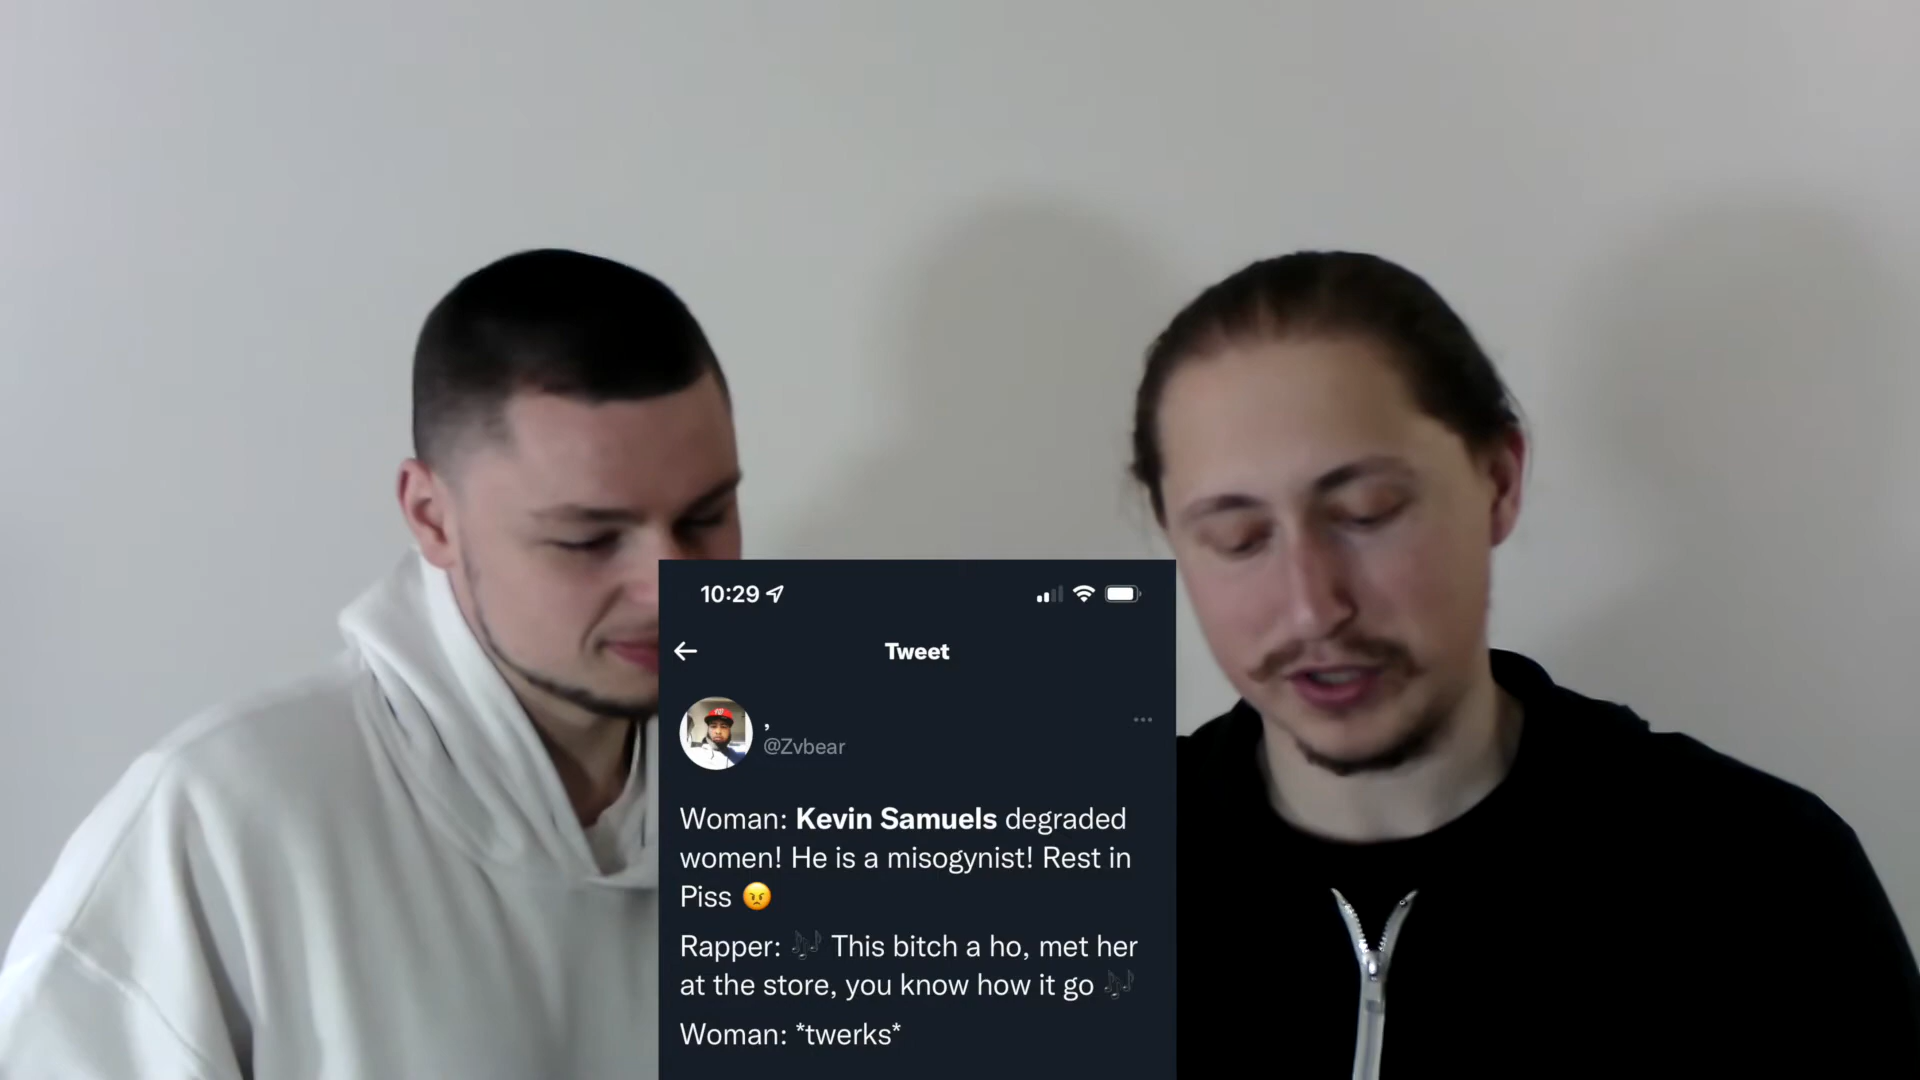 10:29
Tweet
,
@Zvbear
Woman: Kevin Samuels degraded
women! He is a misogynist! Rest in
Piss 😡
Rapper: 🎶 This bitch a ho, met her
at the store, you know how it go 🎶
Woman: *twerks*